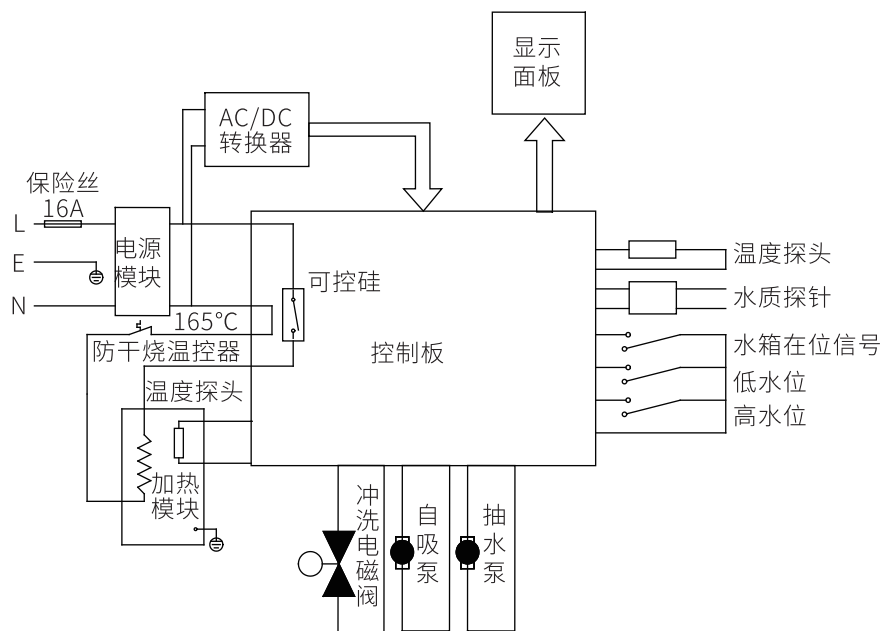 显示
面板
AC/DC
转换器
保险丝
16A
L
电源
模块
E
N
165℃
防干烧温控器
可控硅
控制板
温度探头
水质探针
水箱在位信号
低水位
高水位
温度探头
加热
模块
冲
洗
电
磁
阀
自
吸
泵
抽
水
泵